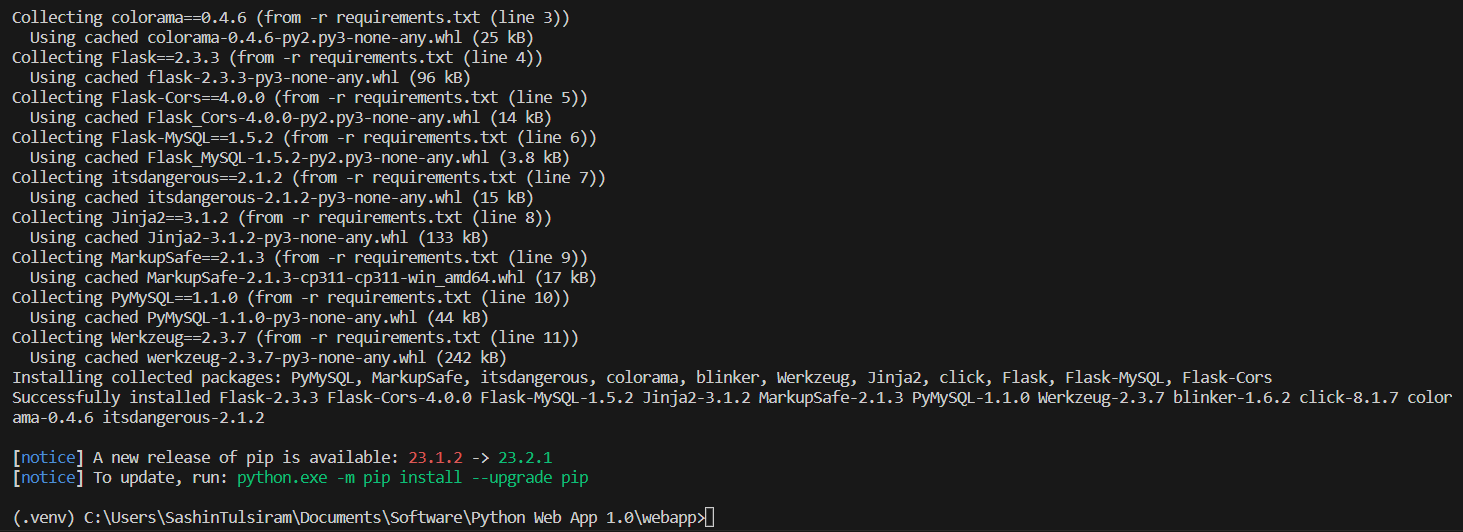 Collecting colorama==0.4.6 (from -r requirements.txt (line 3))
  Using cached colorama-0.4.6-py2.py3-none-any.whl (25 kB)
Collecting Flask==2.3.3 (from -r requirements.txt (line 4))
  Using cached flask-2.3.3-py3-none-any.whl (96 kB)
Collecting Flask-Cors==4.0.0 (from -r requirements.txt (line 5))
  Using cached Flask_Cors-4.0.0-py2.py3-none-any.whl (14 kB)
Collecting Flask-MySQL==1.5.2 (from -r requirements.txt (line 6))
  Using cached Flask_MySQL-1.5.2-py2.py3-none-any.whl (3.8 kB)
Collecting itsdangerous==2.1.2 (from -r requirements.txt (line 7))
  Using cached itsdangerous-2.1.2-py3-none-any.whl (15 kB)
Collecting Jinja2==3.1.2 (from -r requirements.txt (line 8))
  Using cached Jinja2-3.1.2-py3-none-any.whl (133 kB)
Collecting MarkupSafe==2.1.3 (from -r requirements.txt (line 9))
  Using cached MarkupSafe-2.1.3-cp311-cp311-win_amd64.whl (17 kB)
Collecting PyMySQL==1.1.0 (from -r requirements.txt (line 10))
  Using cached PyMySQL-1.1.0-py3-none-any.whl (44 kB)
Collecting Werkzeug==2.3.7 (from -r requirements.txt (line 11))
  Using cached werkzeug-2.3.7-py3-none-any.whl (242 kB)
Installing collected packages: PyMySQL, MarkupSafe, itsdangerous, colorama, blinker, Werkzeug, Jinja2, click, Flask, Flask-MySQL, Flask-Cors
Successfully installed Flask-2.3.3 Flask-Cors-4.0.0 Flask-MySQL-1.5.2 Jinja2-3.1.2 MarkupSafe-2.1.3 PyMySQL-1.1.0 Werkzeug-2.3.7 blinker-1.6.2 click-8.1.7 color
ama-0.4.6 itsdangerous-2.1.2

[notice] A new release of pip is available: 23.1.2 -> 23.2.1
[notice] To update, run: python.exe -m pip install --upgrade pip

(.venv) C:\Users\SashinTulsiram\Documents\Software\Python Web App 1.0\webapp>